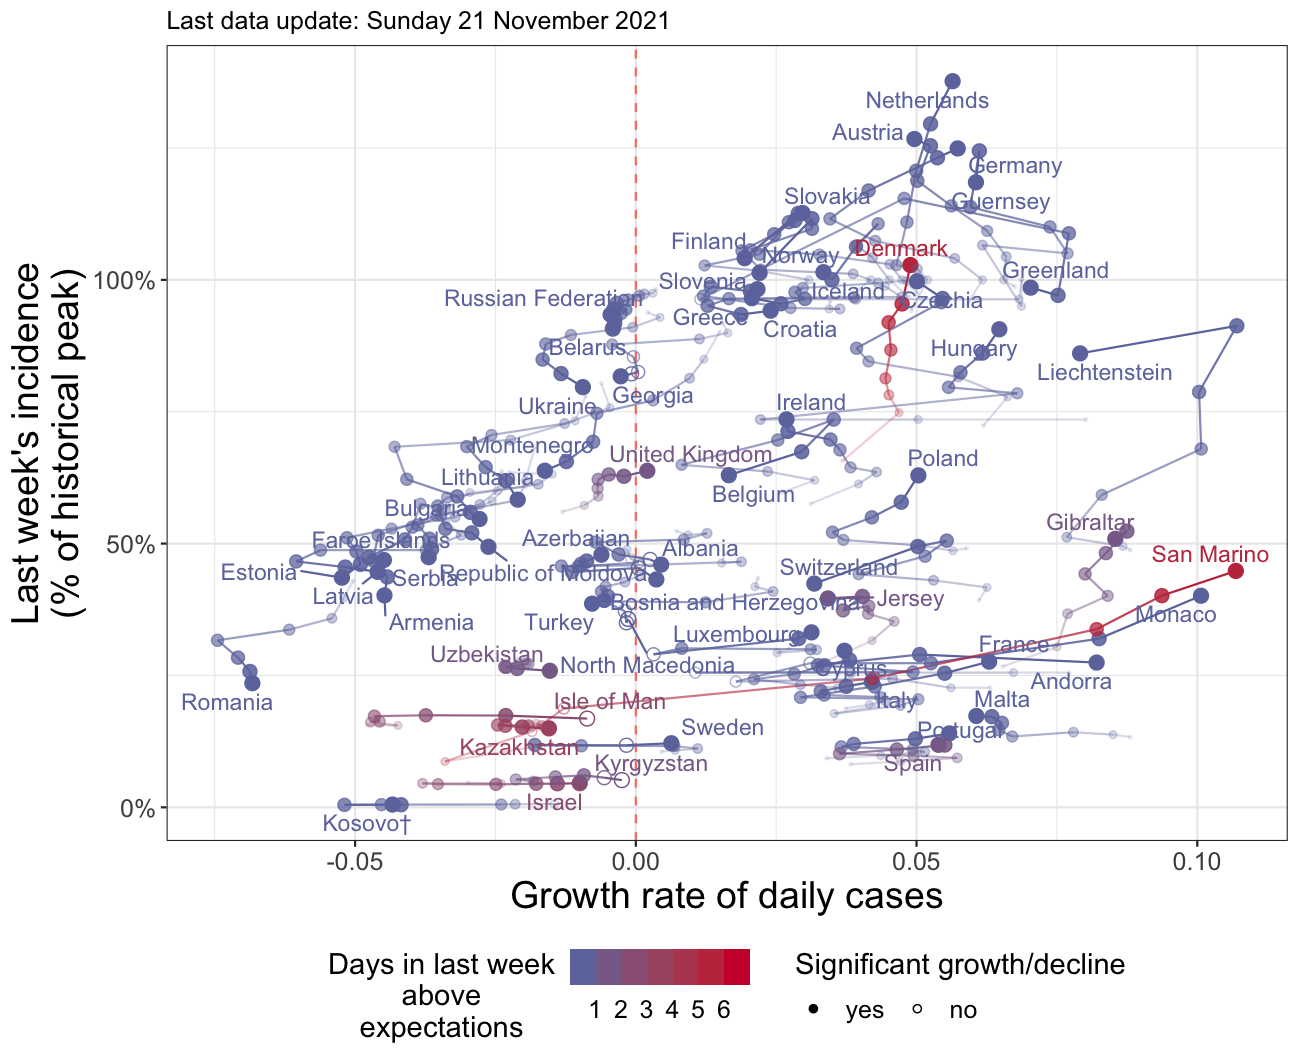 Last data update: Sunday 21 November 2021
Last week's incidence
(% of historical peak)
100%
50%
0%
Netherlands
Austria
Germany
Slovakia
Guernsey
Finland
Norway
Denmark
Greenland
Slovenia
Iceland
Czechia
Russian Federation
Greece
Croatia
Hungary
Belarus
Liechtenstein
Georgia
Ukraine
Ireland
Montenegro
United Kingdom
Poland
Lithuania
Belgium
Bulgaria
Gibraltar
Faroe Islands
Azerbaijan
Albania
San Marino
Estonia
Serbia
Republic of Moldova
Switzerland
Latvia
Bosnia and Herzegovina
Jersey
Armenia
Turkey
Monaco
Luxembourg
France
Uzbekistan
North Macedonia
Cyprus
Andorra
Romania
Isle of Man
Italy
Malta
Sweden
Portugal
Kazakhstan
Kyrgyzstan
Spain
Israel
Kosovo†
-0.05
0.00
0.05
0.10
Growth rate of daily cases
Days in last week
above
expectations
1 2 3 4 5 6
Significant growth/decline
yes
no